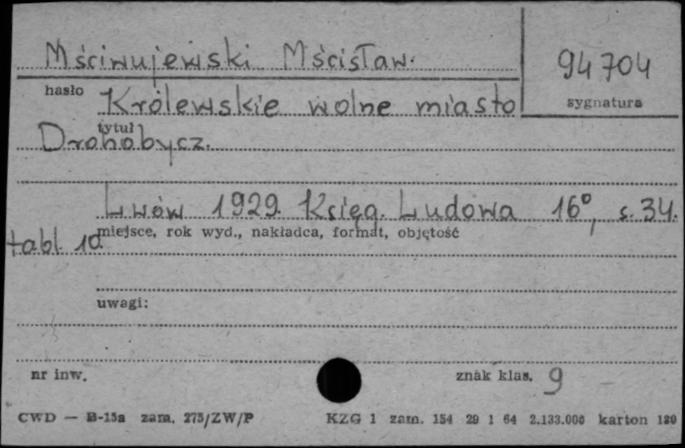 Mściwujewski Mścisław.
94704
hasło
sygnatura
Królewskie wolne miasto
tytuł
Drohobycz.
Lwów 1929. Księg. Ludowa 16°, s. 34.
miejsce, rok wyd., nakładca, format, objętość
tabl. 10.
uwagi:
nr inw.
znak klas. 9
CWD — B-15a zam. 275/ZW/P
KZG 1 zam. 154 29 1 64 2.133.000 karton 120